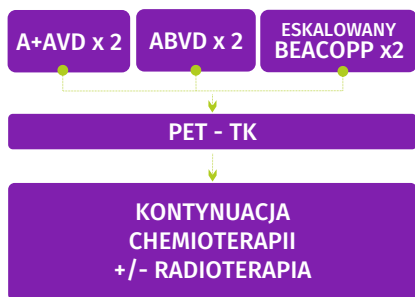 A+AVD x 2
ABVD x 2
ESKALOWANY
BEACOPP x2
PET - TK
KONTYNUACJA
CHEMIOTERAPII
+/- RADIOTERAPIA